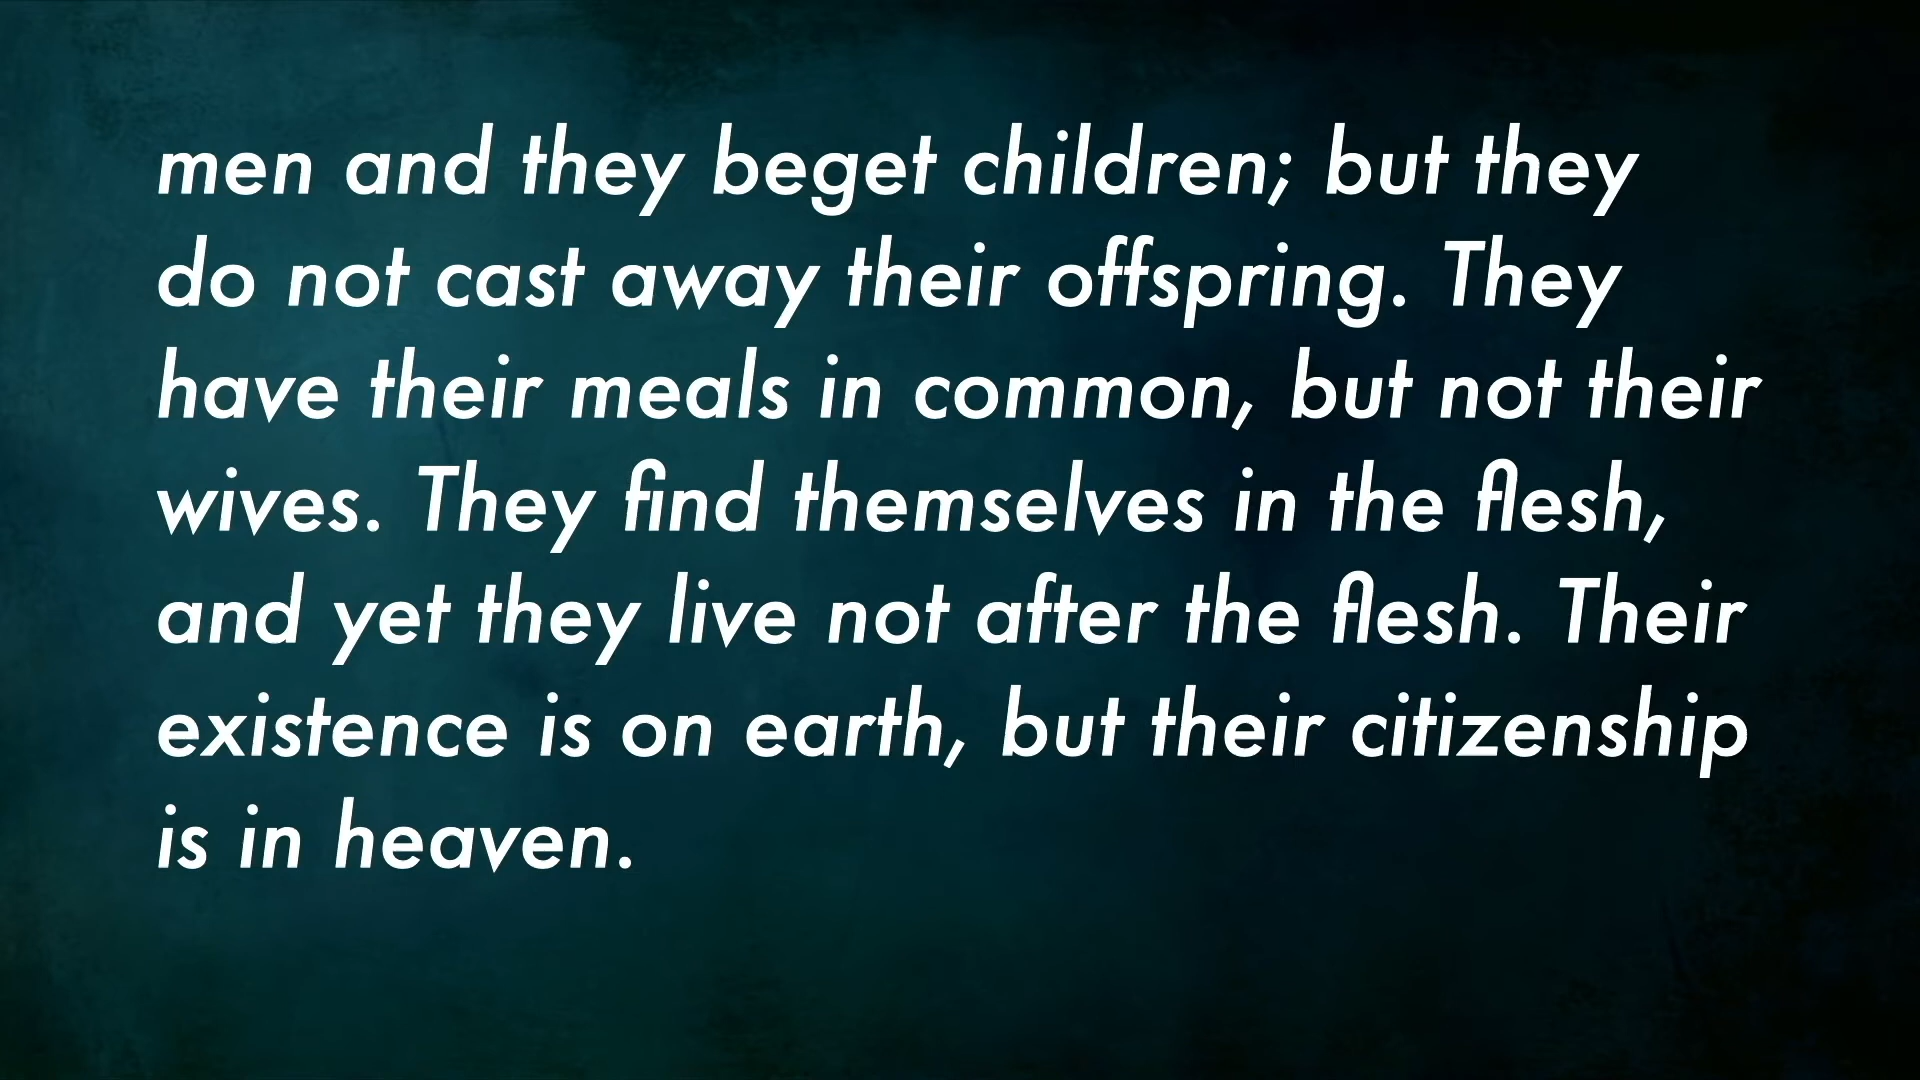 men and they beget children; but they
do not cast away their offspring. They
have their meals in common, but not their
wives. They find themselves in the flesh,
and yet they live not after the flesh. Their
existence is on earth, but their citizenship
is in heaven.